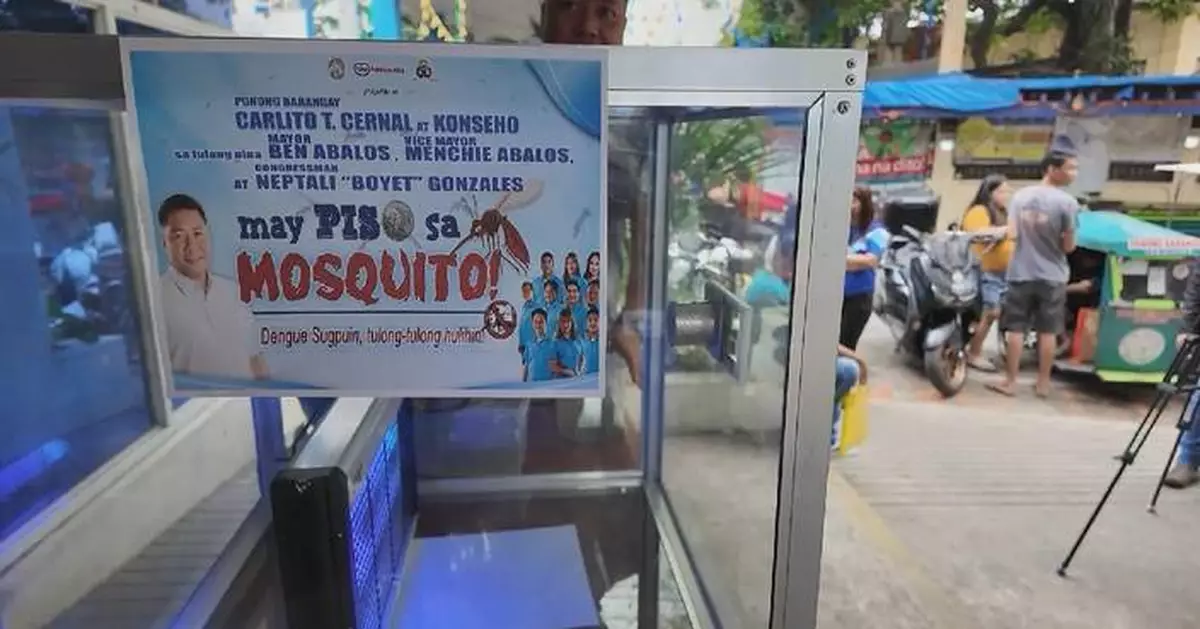 PUNONG BARANGAY
CARLITO T. CERNAL AT KONSEHO
MAYOR VICE MAYOR
sa tulong nina BEN ABALOS, MENCHIE ABALOS,
CONGRESSMAN
AT NEPTALI "BOYET" GONZALES
may PISO sa
MOSQUITO!
Dengue Sugpuin, tulong-tulong hulihin!